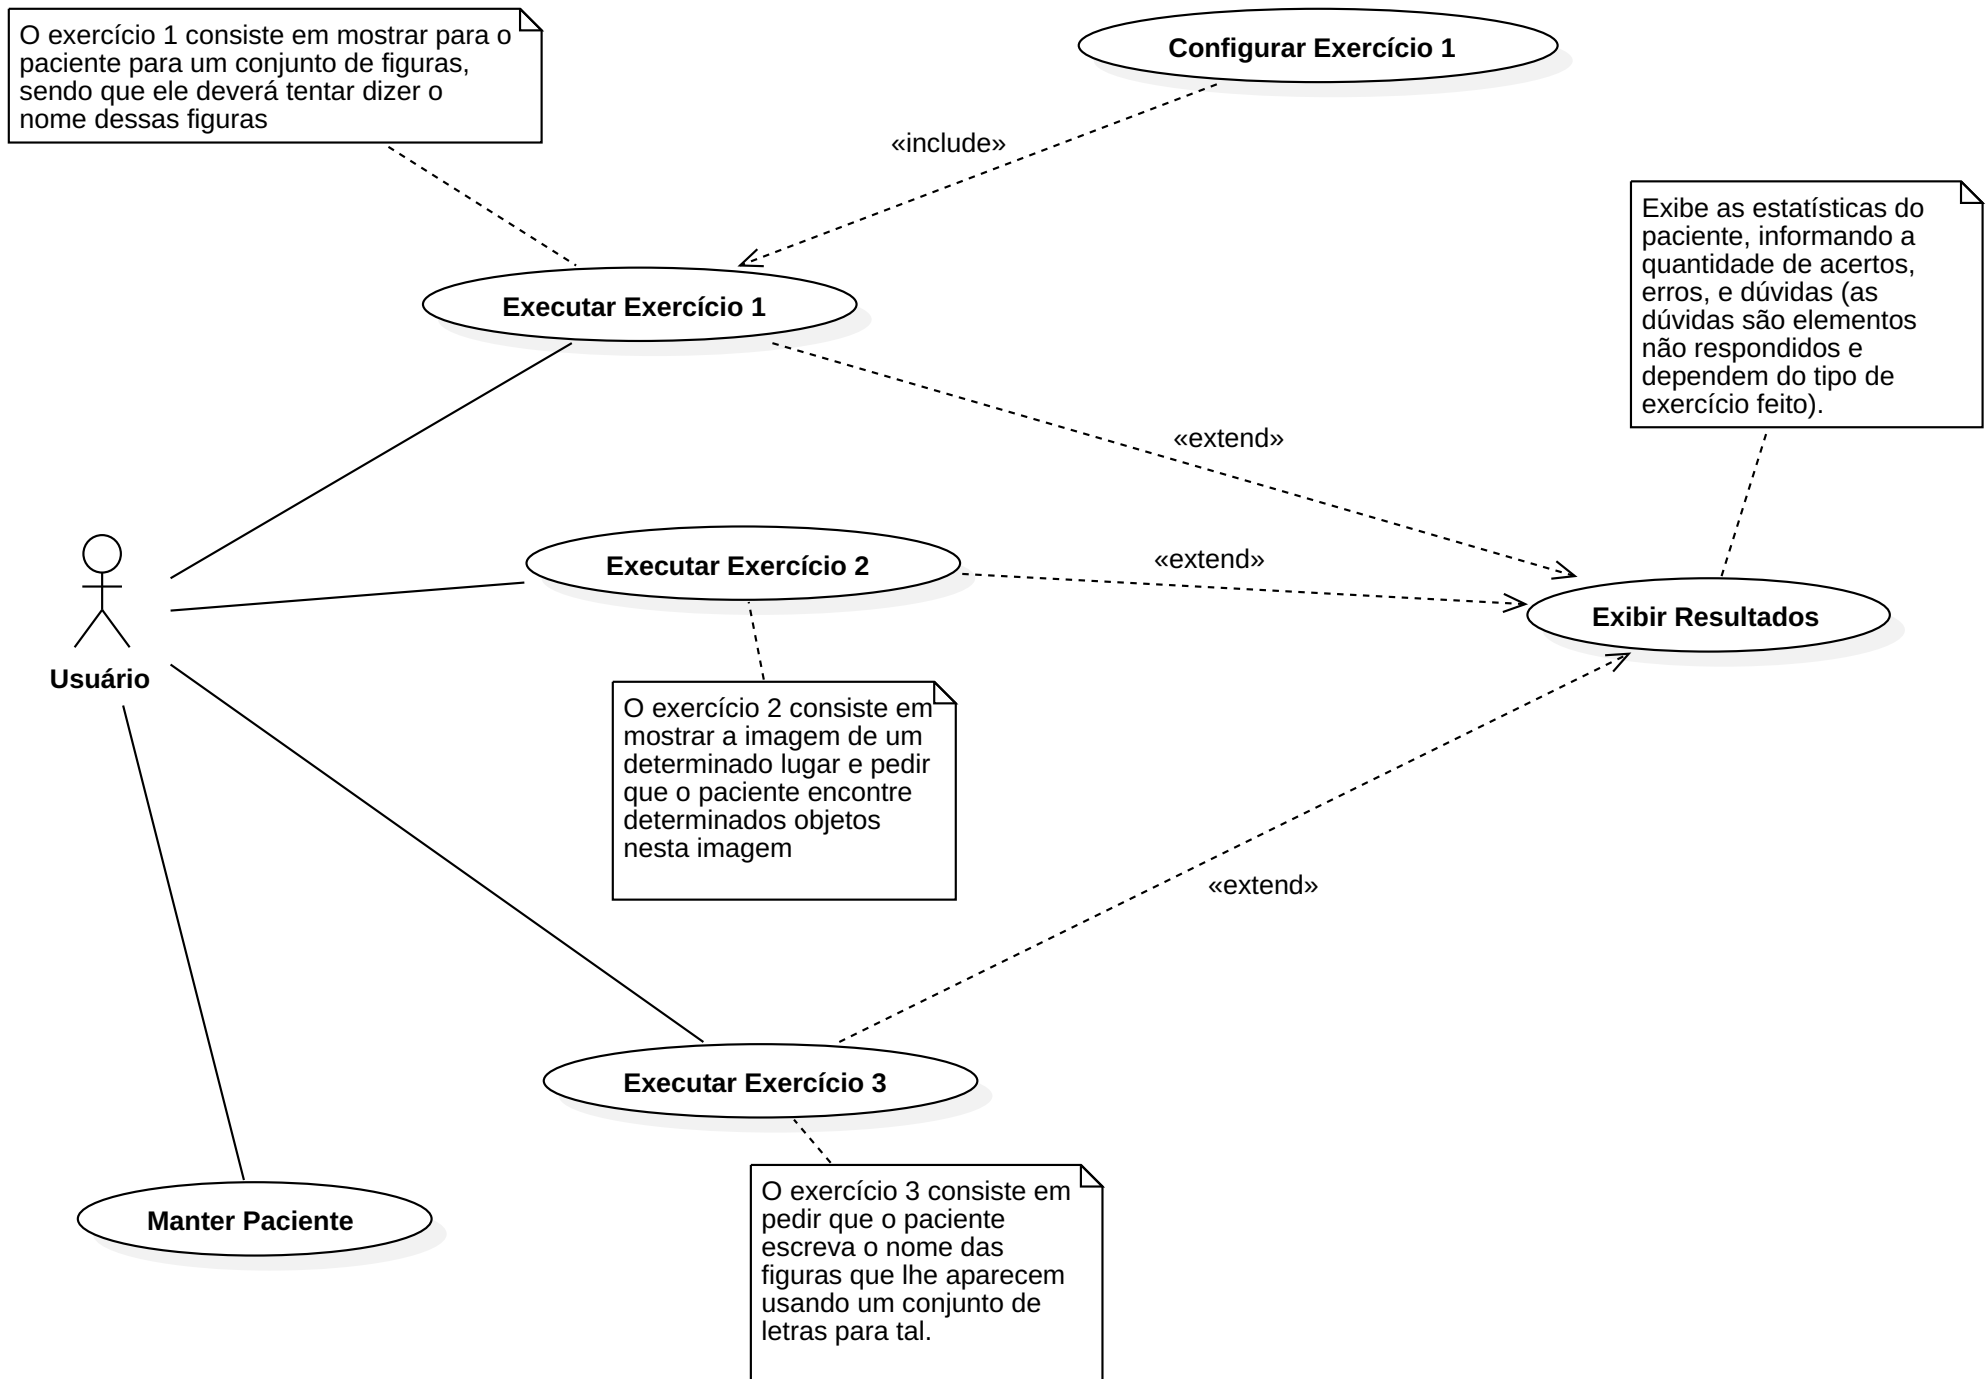 O exercício 1 consiste em mostrar para o
paciente para um conjunto de figuras,
sendo que ele deverá tentar dizer o
nome dessas figuras
Configurar Exercício 1
«include»
Exibe as estatísticas do
paciente, informando a
quantidade de acertos,
erros, e dúvidas (as
dúvidas são elementos
não respondidos e
dependem do tipo de
exercício feito).
Executar Exercício 1
«extend»
Executar Exercício 2
«extend»
Exibir Resultados
Usuário
O exercício 2 consiste em
mostrar a imagem de um
determinado lugar e pedir
que o paciente encontre
determinados objetos
nesta imagem
«extend»
Executar Exercício 3
Manter Paciente
O exercício 3 consiste em
pedir que o paciente
escreva o nome das
figuras que lhe aparecem
usando um conjunto de
letras para tal.